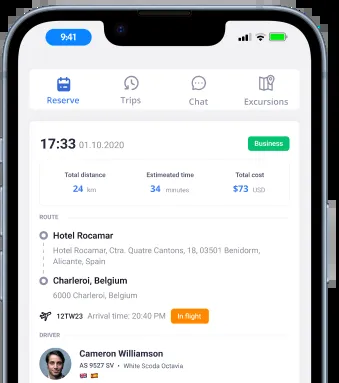 9:41
Reserve
Trips
Chat
Excursions
17:33 01.10.2020
Business
Total distance
Estimeated time
Total cost
24 km
34 minutes
$73 USD
ROUTE
Hotel Rocamar
Hotel Rocamar, Ctra. Quatre Cantons, 18, 03501 Benidorm,
Alicante, Spain
Charleroi, Belgium
6000 Charleroi, Belgium
12TW23 Arrival time: 20:40 PM In flight
DRIVER
Cameron Williamson
AS 9527 SV • White Scoda Octavia